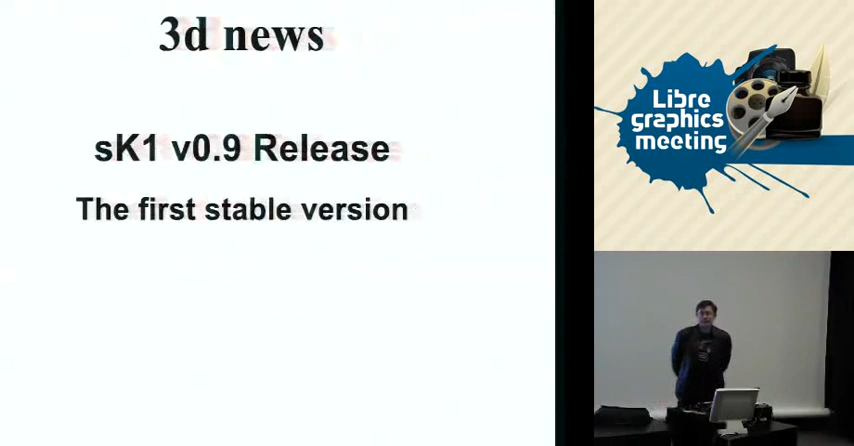 3d news
sK1 v0.9 Release
The first stable version
Libre
graphics
meeting